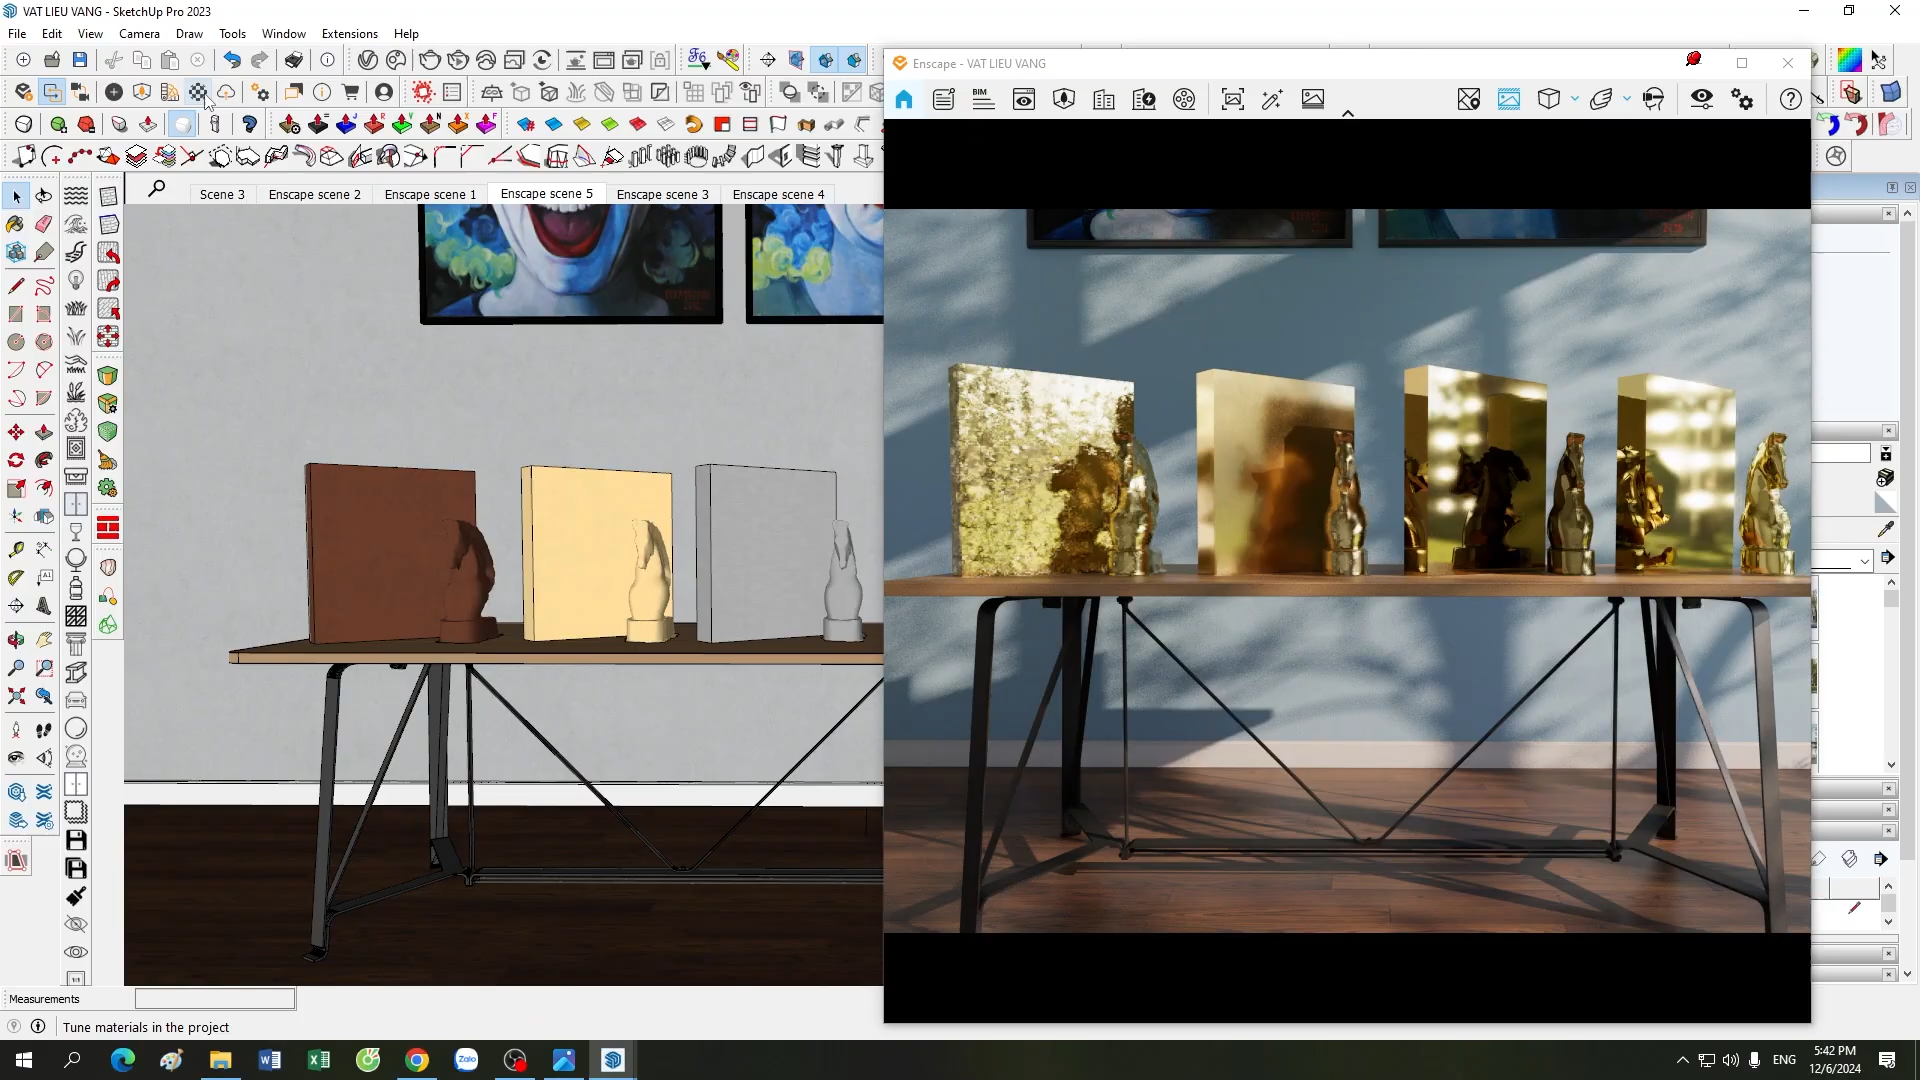 VAT LIEU VANG - SketchUp Pro 2023
File Edit View Camera Draw Tools Window Extensions Help
Enscape - VAT LIEU VANG
BIM
Scene 3
Enscape scene 2
Enscape scene 1
Enscape scene 5
Enscape scene 3
Enscape scene 4
Measurements
Tune materials in the project
Zalo
ENG
5:42 PM
12/6/2024